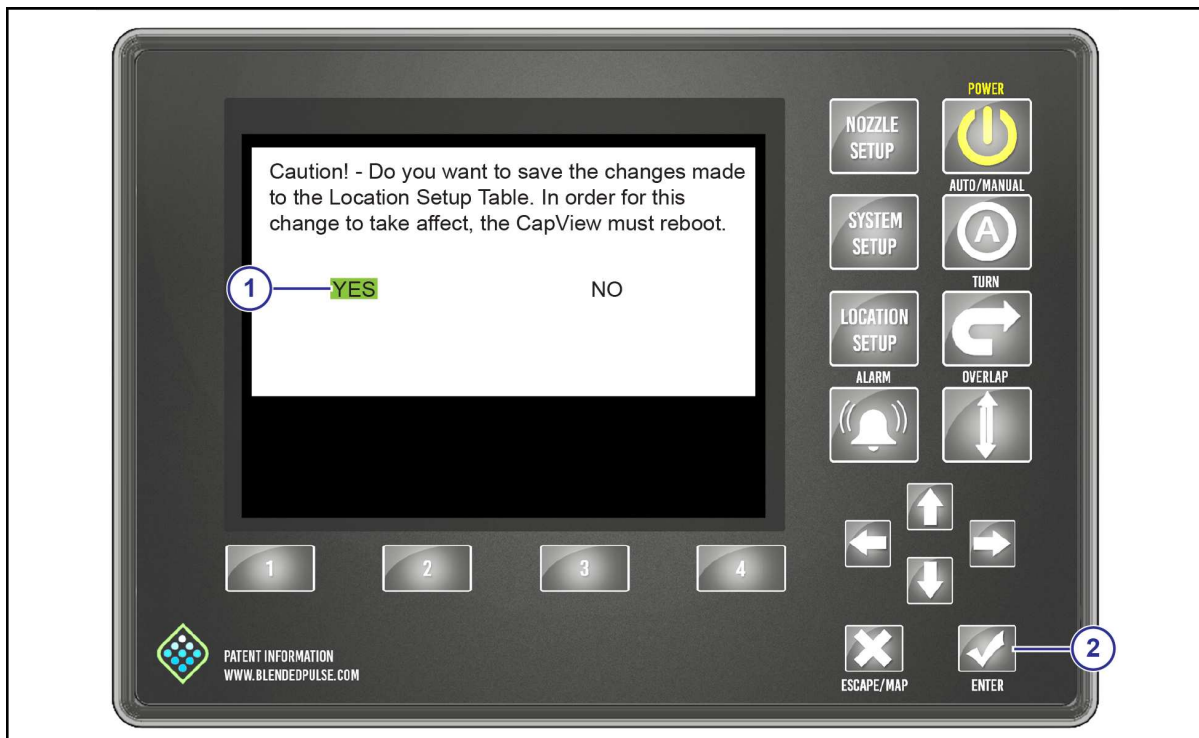 Caution! - Do you want to save the changes made
to the Location Setup Table. In order for this
change to take affect, the CapView must reboot.
1
YES
NO
NOZZLE
SETUP
POWER
SYSTEM
SETUP
AUTO/MANUAL
A
LOCATION
SETUP
TURN
ALARM
OVERLAP
1
2
3
4
ESCAPE/MAP
ENTER
2
PATENT INFORMATION
WWW.BLENDEDPULSE.COM